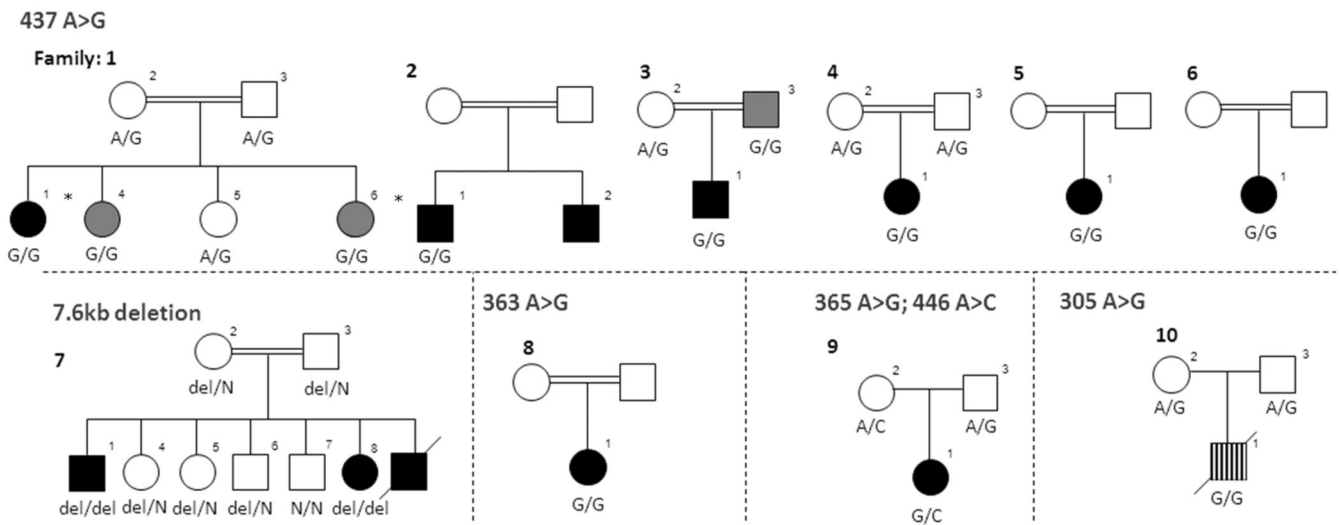 437 A>G
Family: 1
2
3
4
5
6
2
3
2
3
2
3
A/G
A/G
A/G
G/G
A/G
A/G
1
*
4
5
6
*
1
2
1
1
1
1
G/G
G/G
A/G
G/G
G/G
G/G
G/G
G/G
G/G
7.6kb deletion
363 A>G
365 A>G; 446 A>C
305 A>G
7
8
9
10
2
3
2
3
2
3
del/N
del/N
A/C
A/G
A/G
A/G
1
4
5
6
7
8
1
1
1
del/del
del/N
del/N
del/N
N/N
del/del
G/G
G/C
G/G